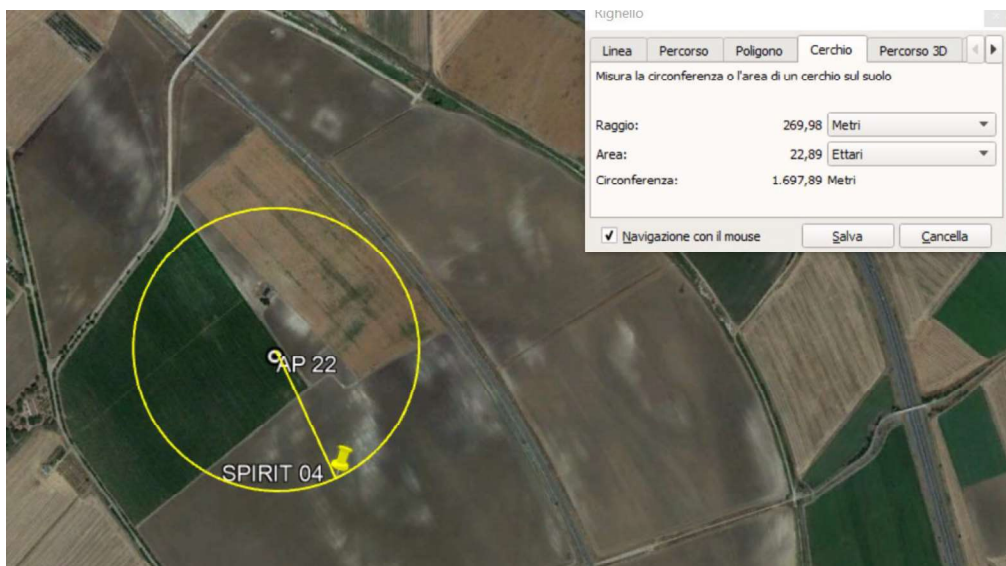 Righello
Linea Percorso Poligono Cerchio Percorso 3D
Misura la circonferenza o l'area di un cerchio sul suolo
Raggio: 269,98 Metri
Area: 22,89 Ettari
Circonferenza: 1.697,89 Metri
Navigazione con il mouse Salva Cancella
AP 22
SPIRIT 04